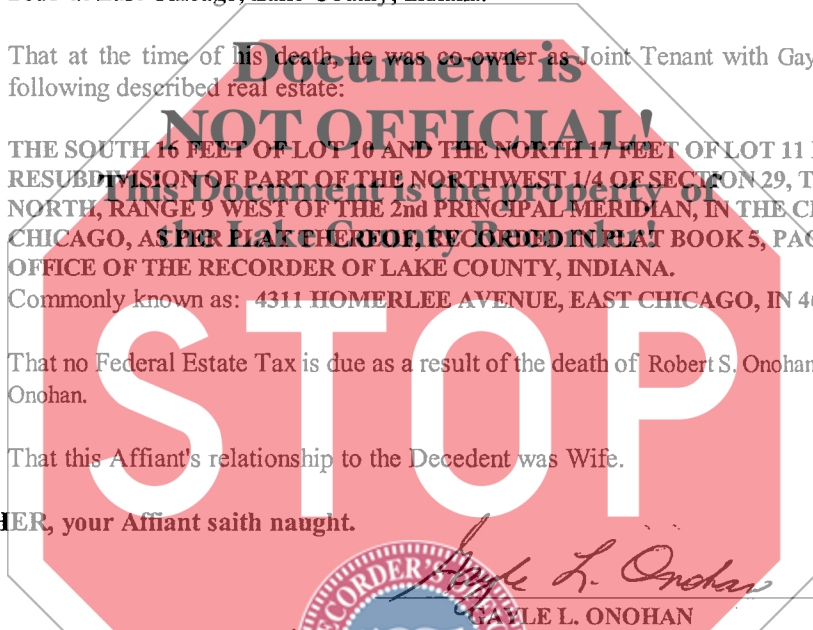 That at the time of his death, he was co-owner as Joint Tenant with Gay
following described real estate:
Document is
NOT OFFICIAL!
This Document is the property of
the Lake County Recorder!
THE SOUTH 16 FEET OF LOT 10 AND THE NORTH 17 FEET OF LOT 11
RESUBDIVISION OF PART OF THE NORTHWEST 1/4 OF SECTION 29, T
NORTH, RANGE 9 WEST OF THE 2nd PRINCIPAL MERIDIAN, IN THE CI
CHICAGO, AS PER PLAT THEREOF, RECORDED IN PLAT BOOK 5, PAG
OFFICE OF THE RECORDER OF LAKE COUNTY, INDIANA.
Commonly known as: 4311 HOMERLEE AVENUE, EAST CHICAGO, IN 4
STOP
That no Federal Estate Tax is due as a result of the death of Robert S. Onohan
Onohan.
That this Affiant's relationship to the Decedent was Wife.
HER, your Affiant saith naught.
Gayle L. Onohan
RECORDER'S
GAYLE L. ONOHAN